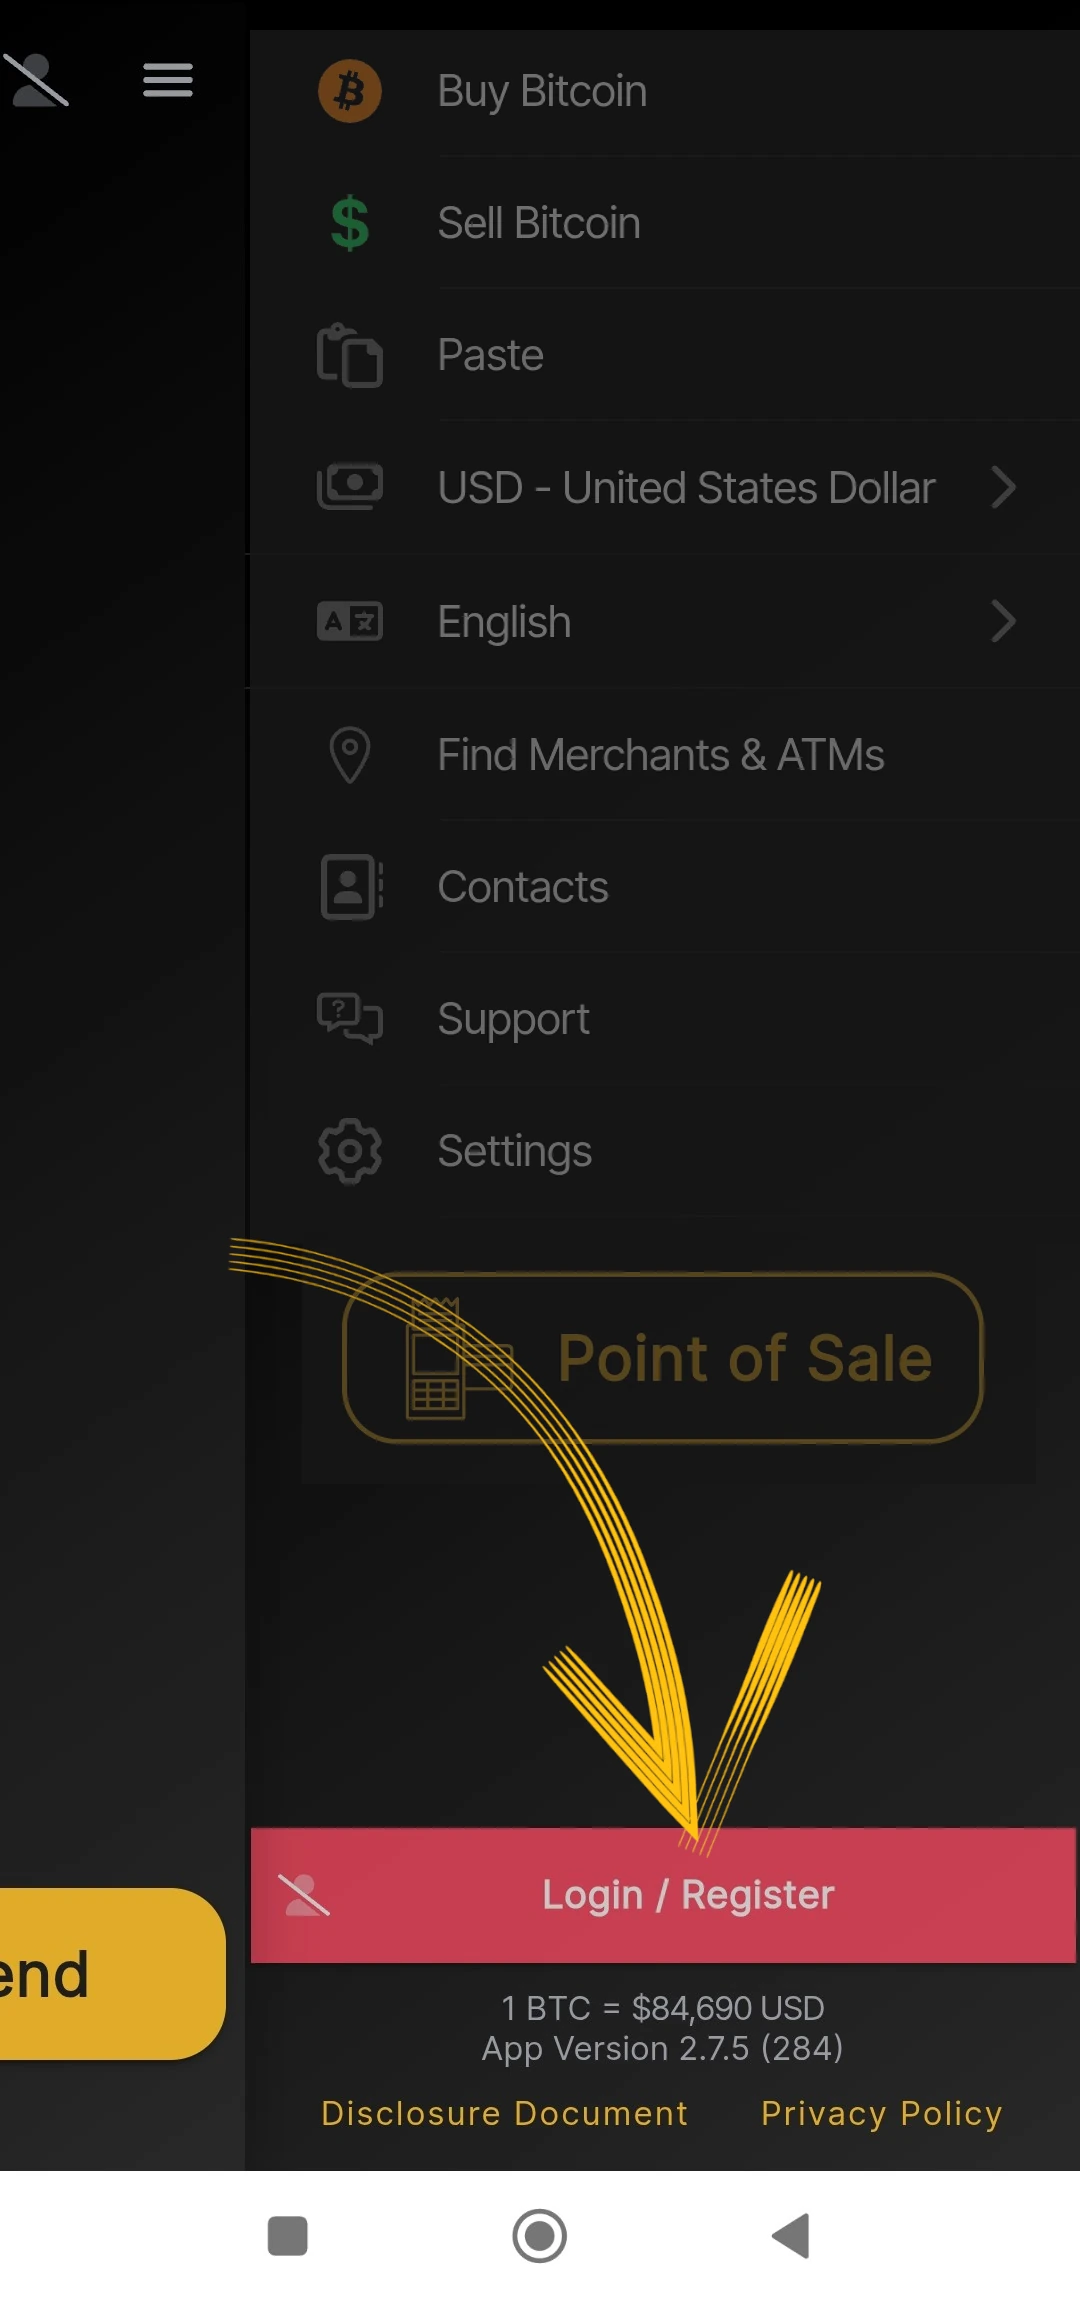 Buy Bitcoin
Sell Bitcoin
Paste
USD - United States Dollar
English
Find Merchants & ATMs
Contacts
Support
Settings
Point of Sale
Login / Register
end
1 BTC = $84,690 USD
App Version 2.7.5 (284)
Disclosure Document Privacy Policy